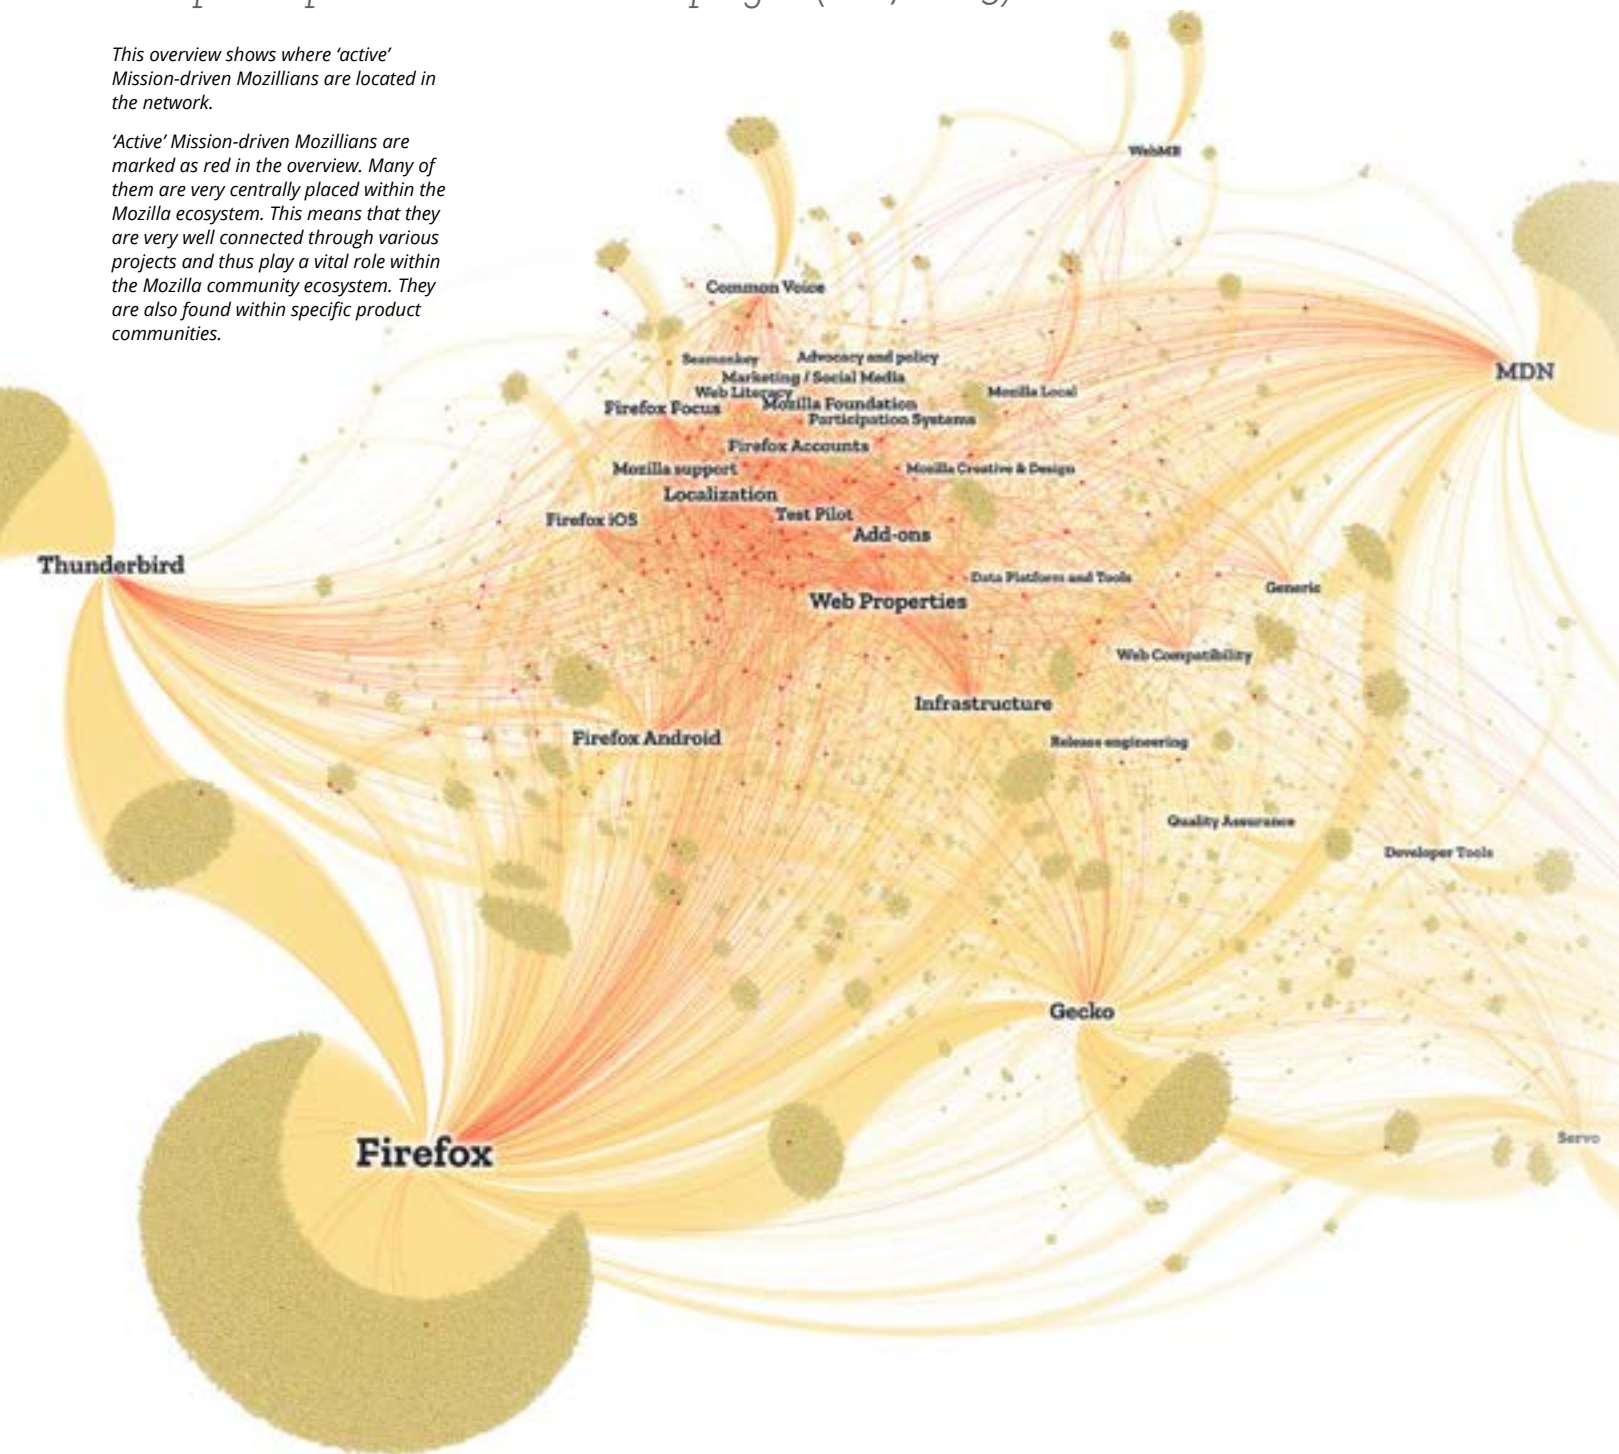 This overview shows where ‘active’
Mission-driven Mozillians are located in
the network.
‘Active’ Mission-driven Mozillians are
marked as red in the overview. Many of
them are very centrally placed within the
Mozilla ecosystem. This means that they
are very well connected through various
projects and thus play a vital role within
the Mozilla community ecosystem. They
are also found within specific product
communities.
Common Voice
Seamonkey
Advocacy and policy
Marketing / Social Media
Web Literacy
Mozilla Foundation
Firefox Focus
Participation Systems
Mozilla Local
MDN
Firefox Accounts
Mozilla support
Mozilla Creative & Design
Localization
Firefox iOS
Test Pilot
Add-ons
Thunderbird
Data Platform and Tools
Generic
Web Properties
Web Compatibility
Infrastructure
Firefox Android
Release engineering
Quality Assurance
Developer Tools
Gecko
Firefox
Servo